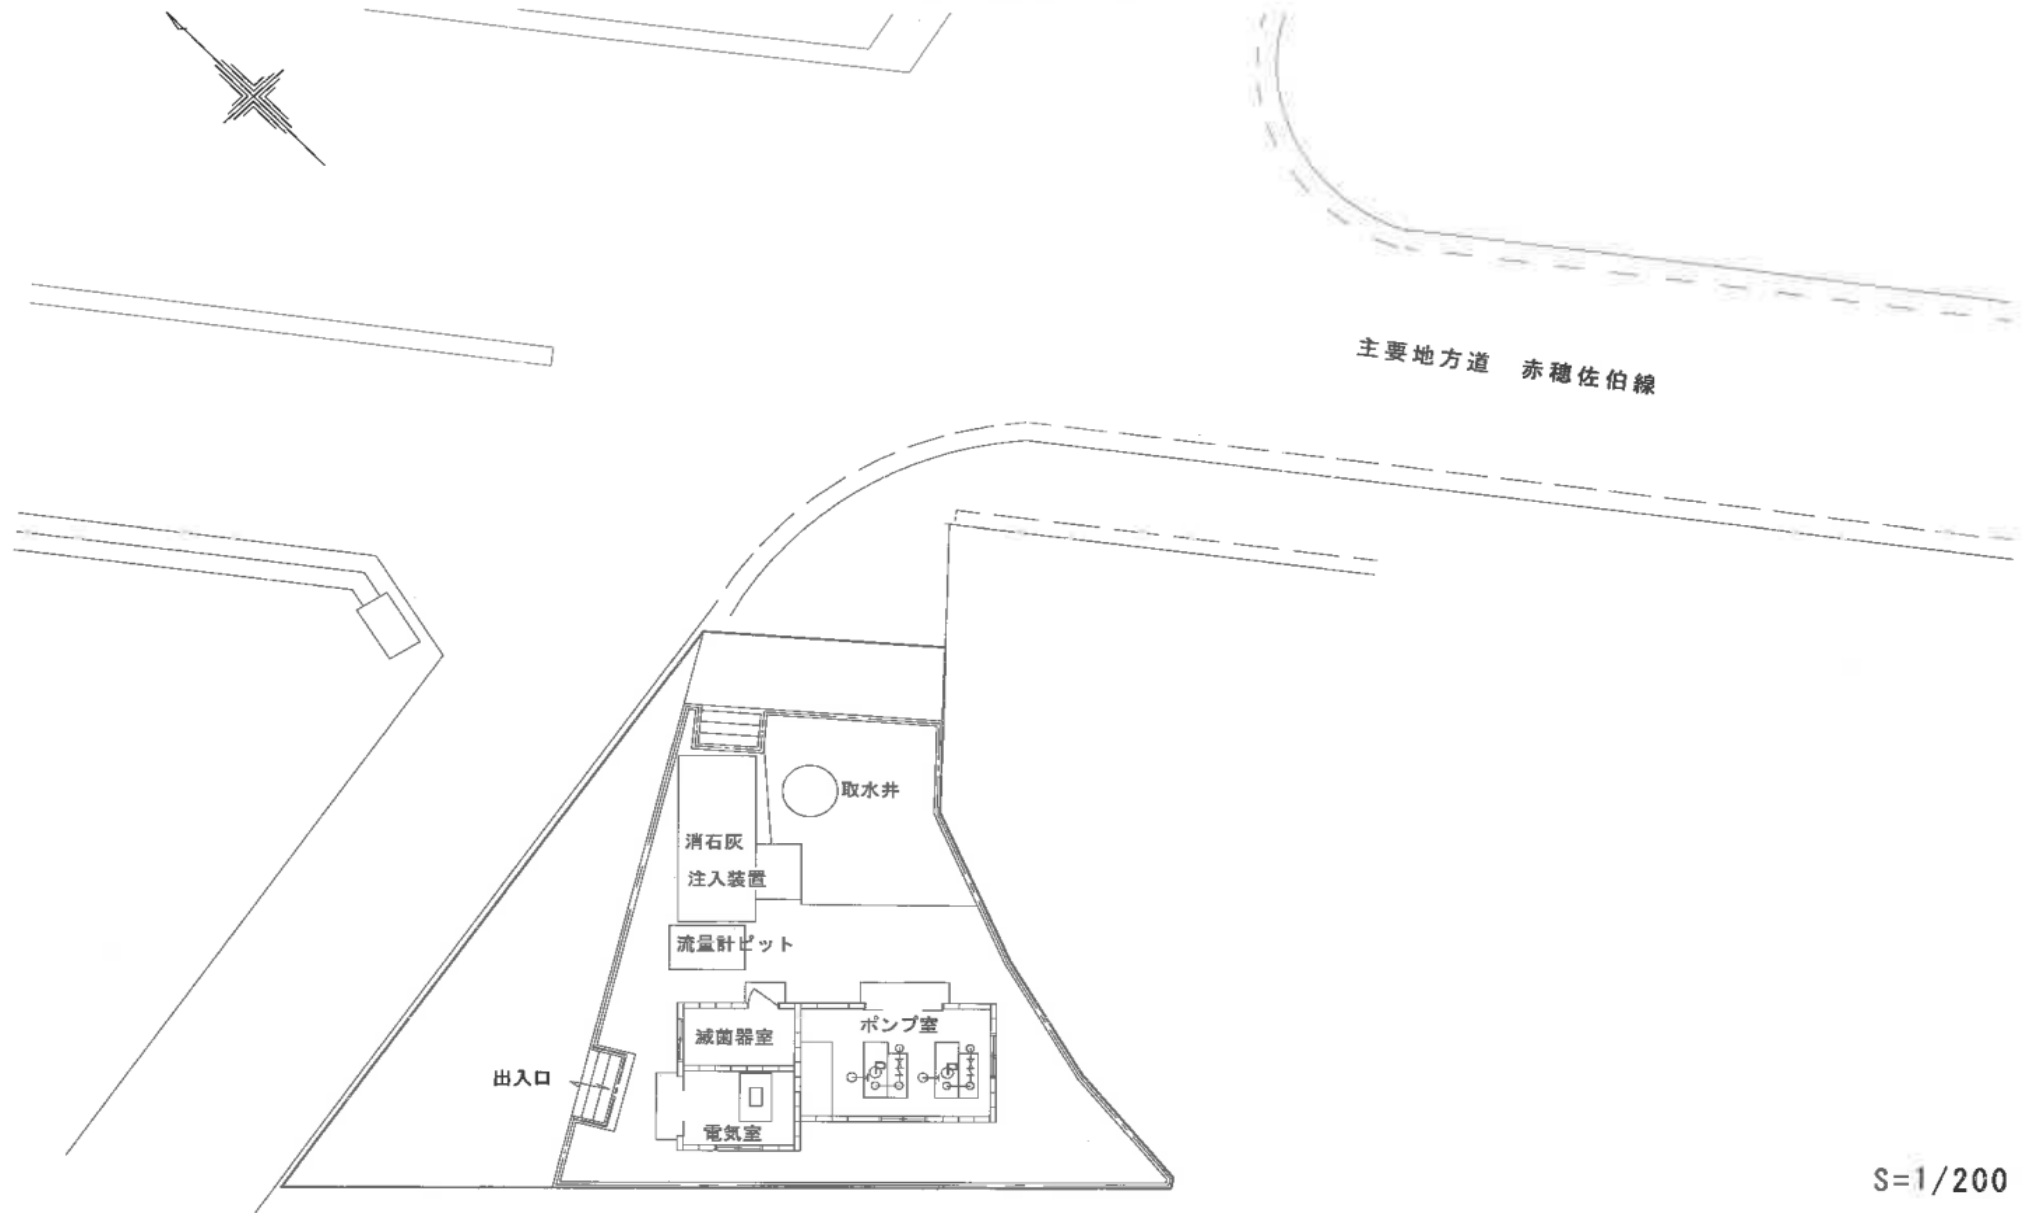 主要地方道 赤穂佐伯線
取水井
消石灰
注入装置
流量計ピット
ポンプ室
滅菌器室
P
P
出入口
電気室
S=1/200